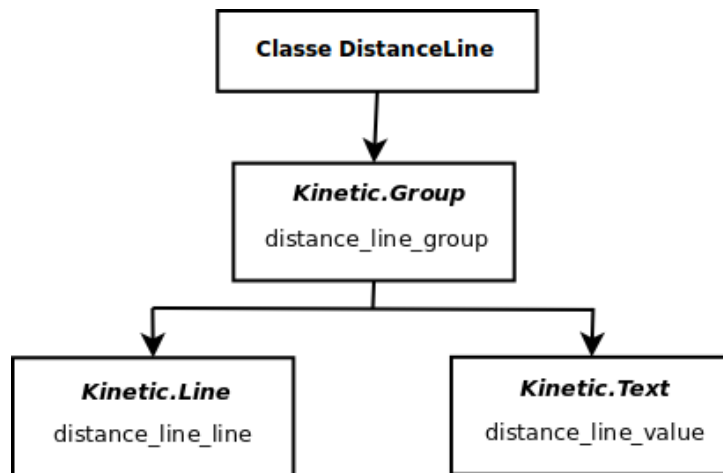 Classe DistanceLine
Kinetic.Group
distance_line_group
Kinetic.Line
distance_line_line
Kinetic.Text
distance_line_value